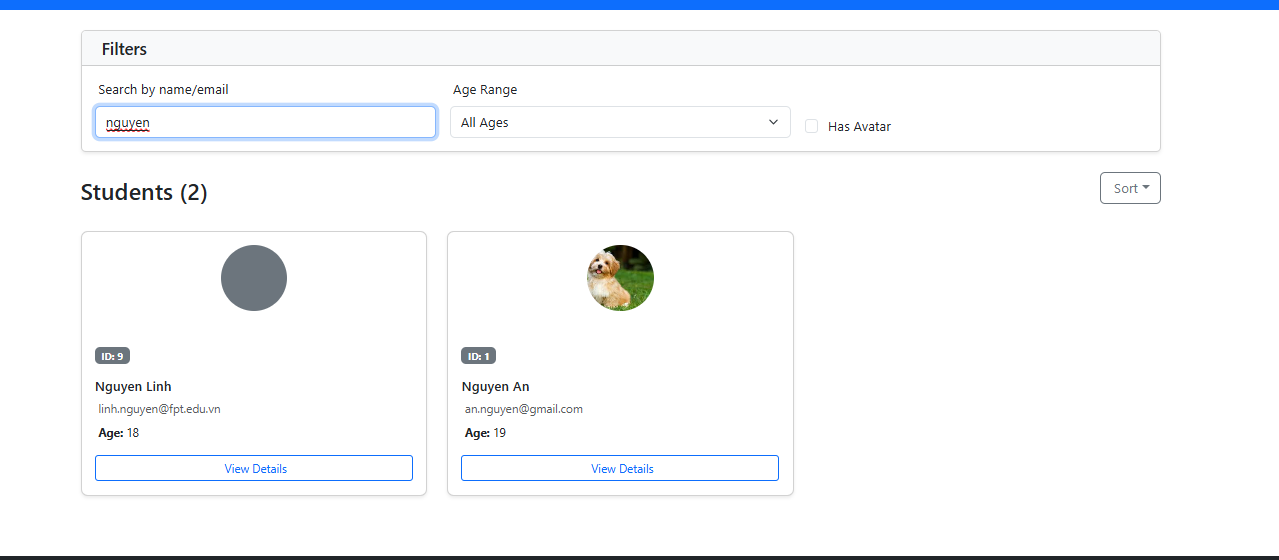 Filters
Search by name/email
Age Range
nguyen
All Ages
Has Avatar
Students (2)
Sort
ID: 9
Nguyen Linh
linh.nguyen@fpt.edu.vn
Age: 18
View Details
ID: 1
Nguyen An
an.nguyen@gmail.com
Age: 19
View Details